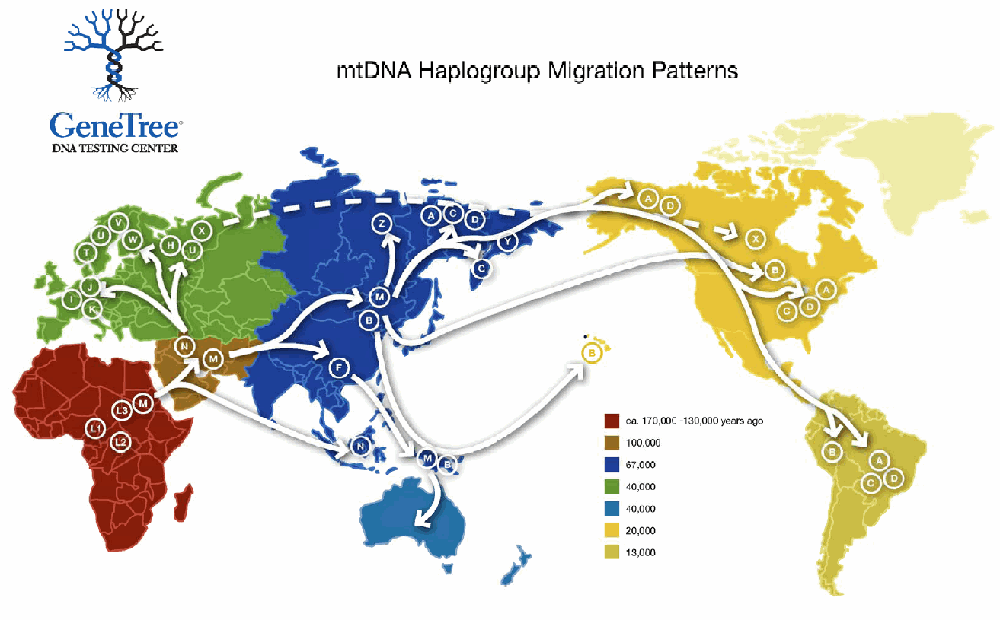 mtDNA Haplogroup Migration Patterns
GeneTree®
DNA TESTING CENTER
V
U
W
T
H
U
X
J
I
K
N
M
L3
M
L1
L2
Z
A
C
D
Y
G
M
B
F
N
M
B
B
A
D
X
B
A
C
D
B
A
C
D
ca. 170,000 -130,000 years ago
100,000
67,000
40,000
40,000
20,000
13,000